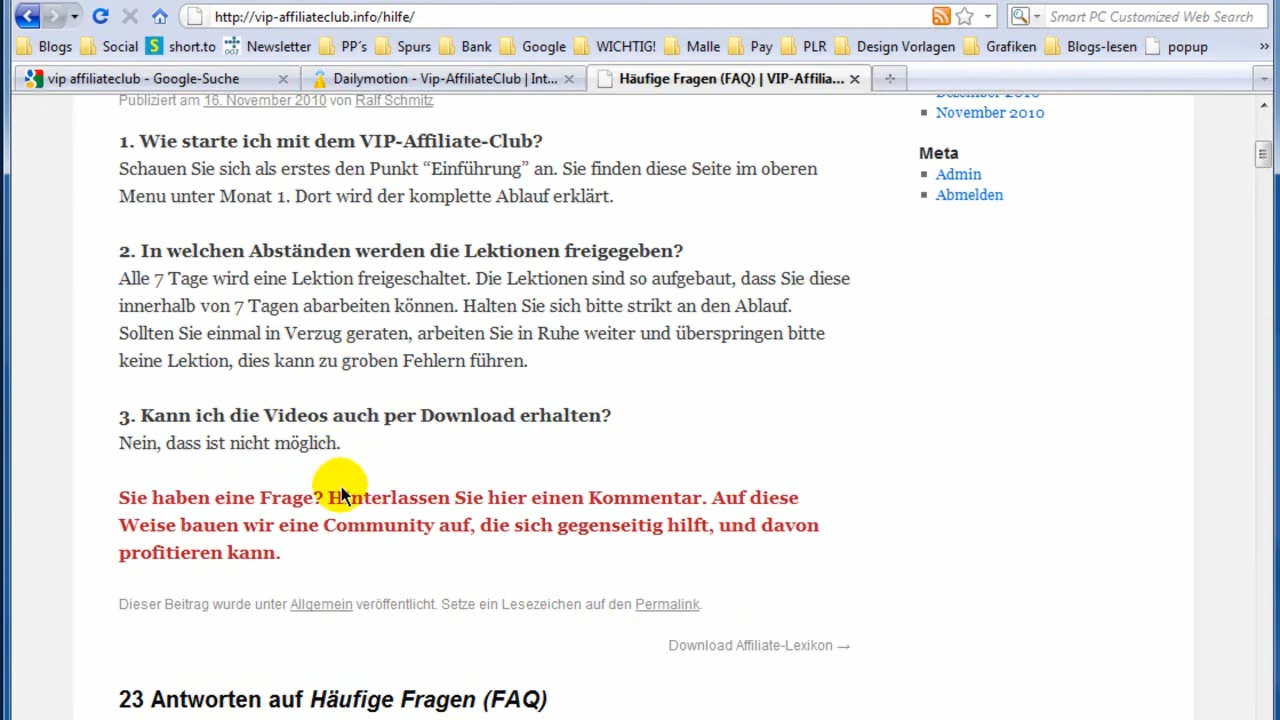 http://vip-affiliateclub.info/hilfe/
Smart PC Customized Web Search
Blogs Social S short.to Newsletter PP´s Spurs Bank Google WICHTIG! Malle Pay PLR Design Vorlagen Grafiken Blogs-lesen popup »
vip affiliateclub - Google-Suche
Dailymotion - Vip-AffiliateClub | Int...
Häufige Fragen (FAQ) | VIP-Affilia...
Publiziert am 16. November 2010 von Ralf Schmitz
1. Wie starte ich mit dem VIP-Affiliate-Club?
Schauen Sie sich als erstes den Punkt “Einführung” an. Sie finden diese Seite im oberen
Menu unter Monat 1. Dort wird der komplette Ablauf erklärt.
2. In welchen Abständen werden die Lektionen freigegeben?
Alle 7 Tage wird eine Lektion freigeschaltet. Die Lektionen sind so aufgebaut, dass Sie diese
innerhalb von 7 Tagen abarbeiten können. Halten Sie sich bitte strikt an den Ablauf.
Sollten Sie einmal in Verzug geraten, arbeiten Sie in Ruhe weiter und überspringen bitte
keine Lektion, dies kann zu groben Fehlern führen.
3. Kann ich die Videos auch per Download erhalten?
Nein, dass ist nicht möglich.
Sie haben eine Frage? Hinterlassen Sie hier einen Kommentar. Auf diese
Weise bauen wir eine Community auf, die sich gegenseitig hilft, und davon
profitieren kann.
Dieser Beitrag wurde unter Allgemein veröffentlicht. Setze ein Lesezeichen auf den Permalink.
Download Affiliate-Lexikon →
23 Antworten auf Häufige Fragen (FAQ)
Dezember 2010
November 2010
Meta
Admin
Abmelden